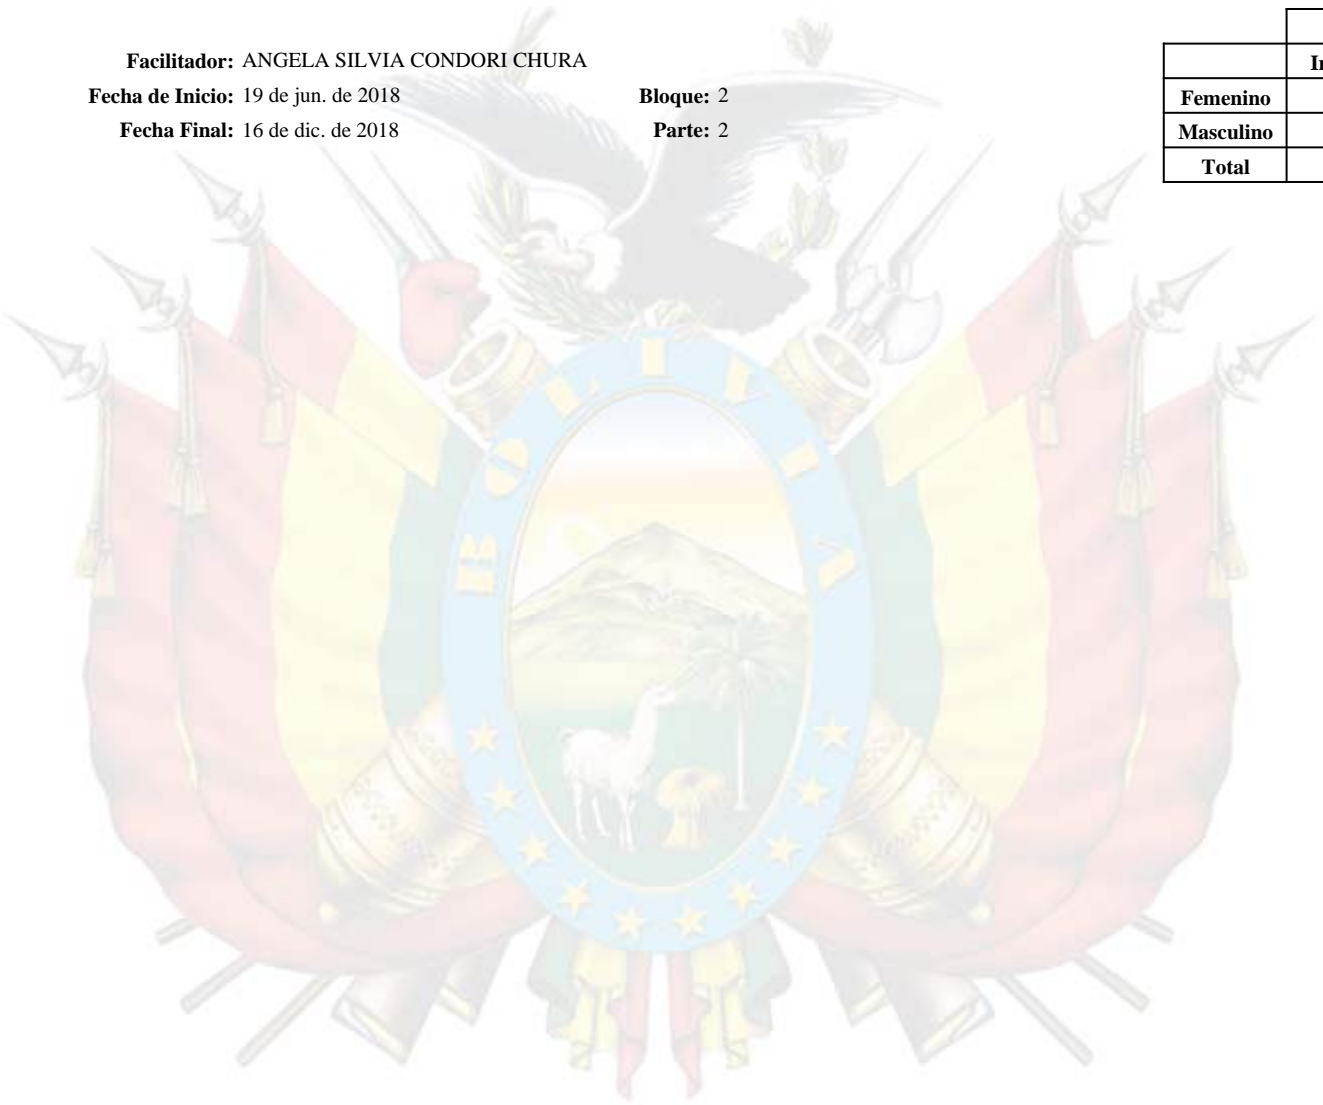 Facilitador: ANGELA SILVIA CONDORI CHURA
Fecha de Inicio: 19 de jun. de 2018 Bloque: 2
Fecha Final: 16 de dic. de 2018 Parte: 2
Femenino
Masculino
Total
BOLIVIA